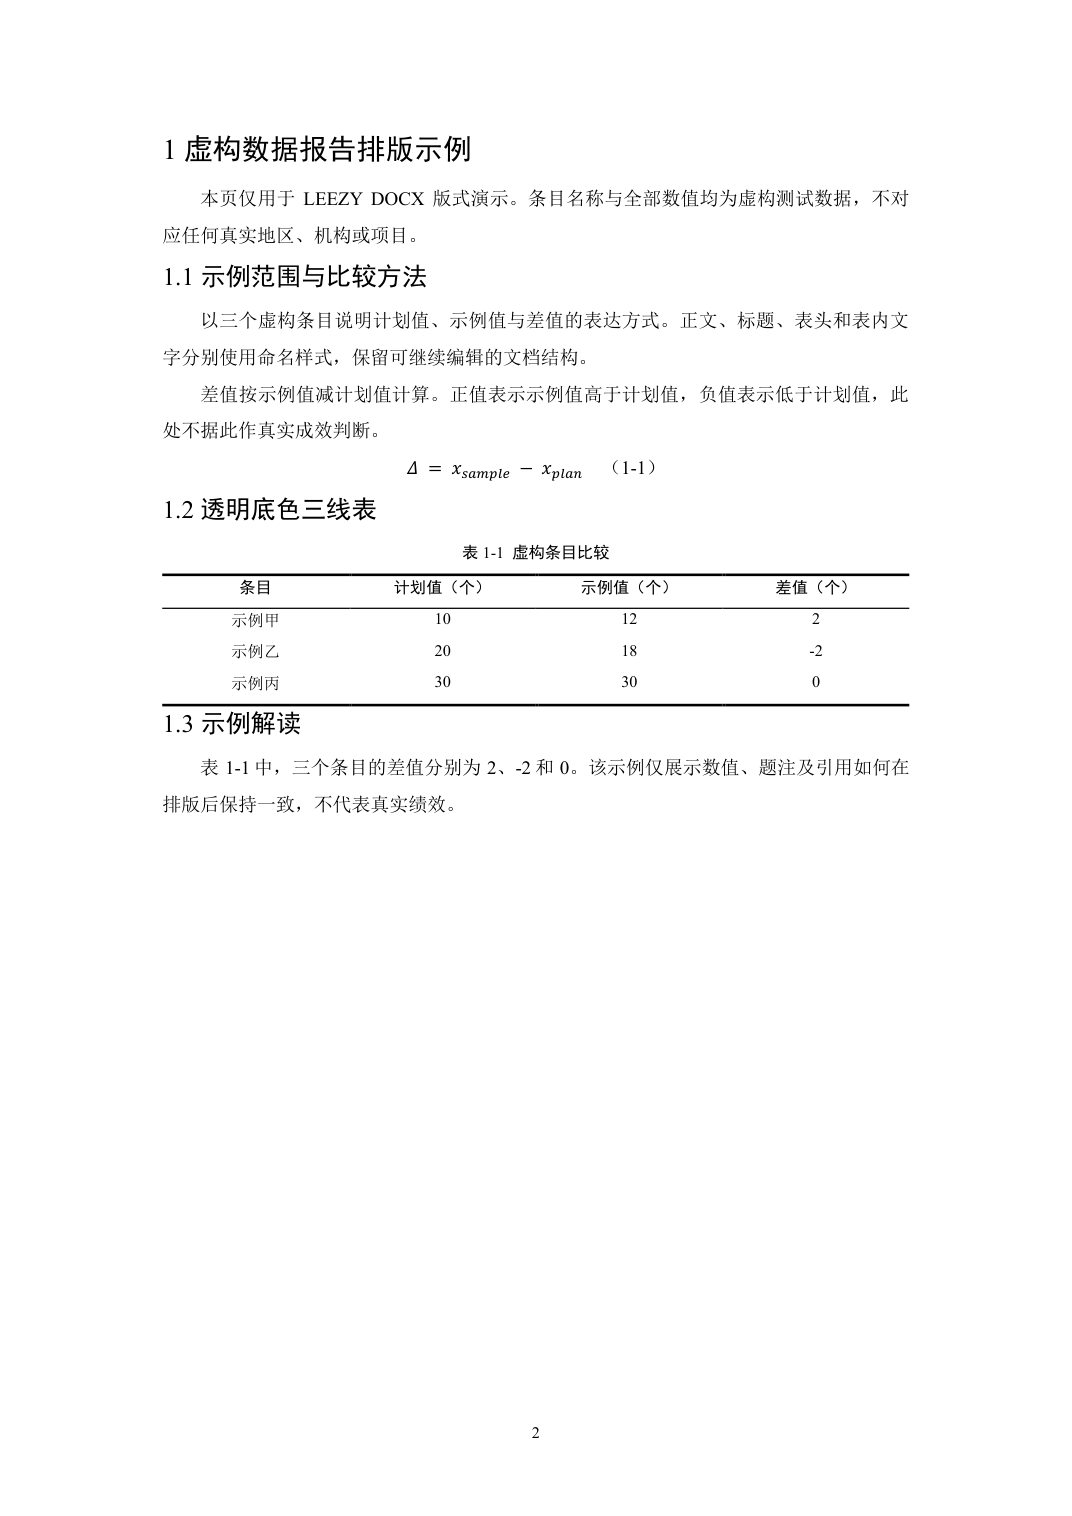 1 虚构数据报告排版示例
本页仅用于 LEEZY DOCX 版式演示。条目名称与全部数值均为虚构测试数据，不对
应任何真实地区、机构或项目。
1.1 示例范围与比较方法
以三个虚构条目说明计划值、示例值与差值的表达方式。正文、标题、表头和表内文
字分别使用命名样式，保留可继续编辑的文档结构。
差值按示例值减计划值计算。正值表示示例值高于计划值，负值表示低于计划值，此
处不据此作真实成效判断。
Δ = x_sample − x_plan （1-1）
1.2 透明底色三线表
表 1-1 虚构条目比较
条目 计划值（个） 示例值（个） 差值（个）
示例甲 10 12 2
示例乙 20 18 -2
示例丙 30 30 0
1.3 示例解读
表 1-1 中，三个条目的差值分别为 2、-2 和 0。该示例仅展示数值、题注及引用如何在
排版后保持一致，不代表真实绩效。
2